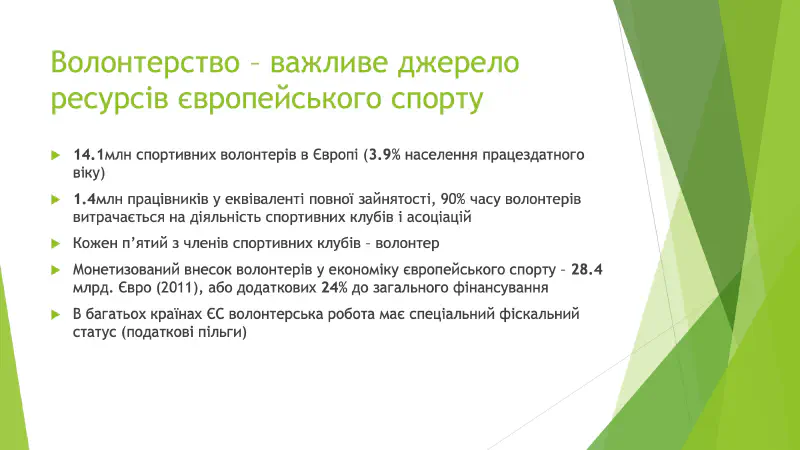 Волонтерство – важливе джерело
ресурсів європейського спорту
14.1млн спортивних волонтерів в Європі (3.9% населення працездатного
віку)
1.4млн працівників у еквіваленті повної зайнятості, 90% часу волонтерів
витрачається на діяльність спортивних клубів і асоціацій
Кожен п’ятий з членів спортивних клубів – волонтер
Монетизований внесок волонтерів у економіку європейського спорту – 28.4
млрд. Євро (2011), або додаткових 24% до загального фінансування
В багатьох країнах ЄС волонтерська робота має спеціальний фіскальний
статус (податкові пільги)